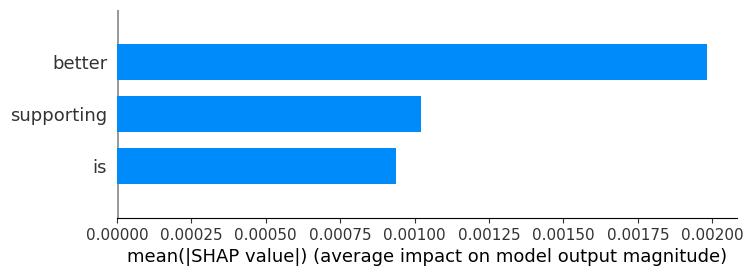 better
supporting
is
0.00000 0.00025 0.00050 0.00075 0.00100 0.00125 0.00150 0.00175 0.00200
mean(|SHAP value|) (average impact on model output magnitude)